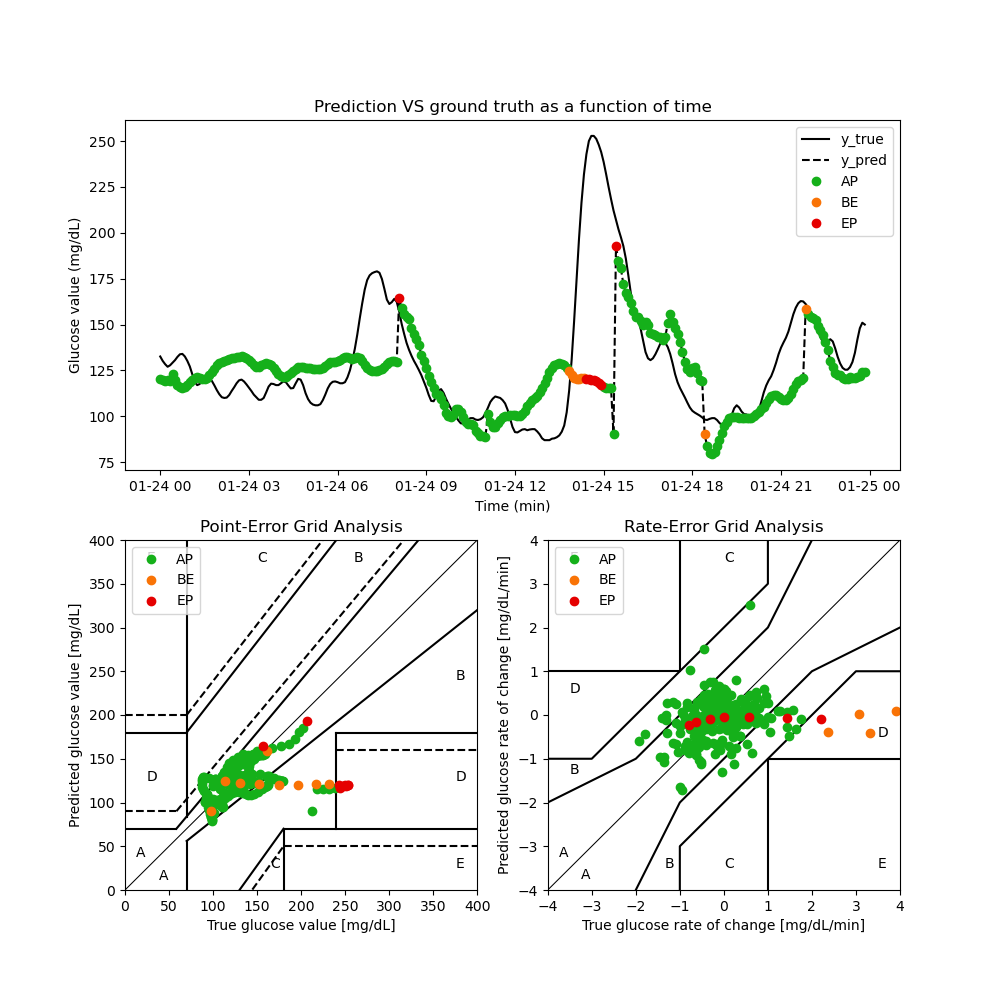 Prediction VS ground truth as a function of time
Glucose value (mg/dL)
250
225
200
175
150
125
100
75
y_true
y_pred
AP
BE
EP
01-24 00 01-24 03 01-24 06 01-24 09 01-24 12 01-24 15 01-24 18 01-24 21 01-25 00
Time (min)
Point-Error Grid Analysis
Predicted glucose value [mg/dL]
400
350
300
250
200
150
100
50
0
AP
BE
EP
C
B
B
D
D
A
A
C
E
0 50 100 150 200 250 300 350 400
True glucose value [mg/dL]
Rate-Error Grid Analysis
Predicted glucose rate of change [mg/dL/min]
4
3
2
1
0
−1
−2
−3
−4
AP
BE
EP
C
D
D
B
A
A
B
C
E
−4 −3 −2 −1 0 1 2 3 4
True glucose rate of change [mg/dL/min]